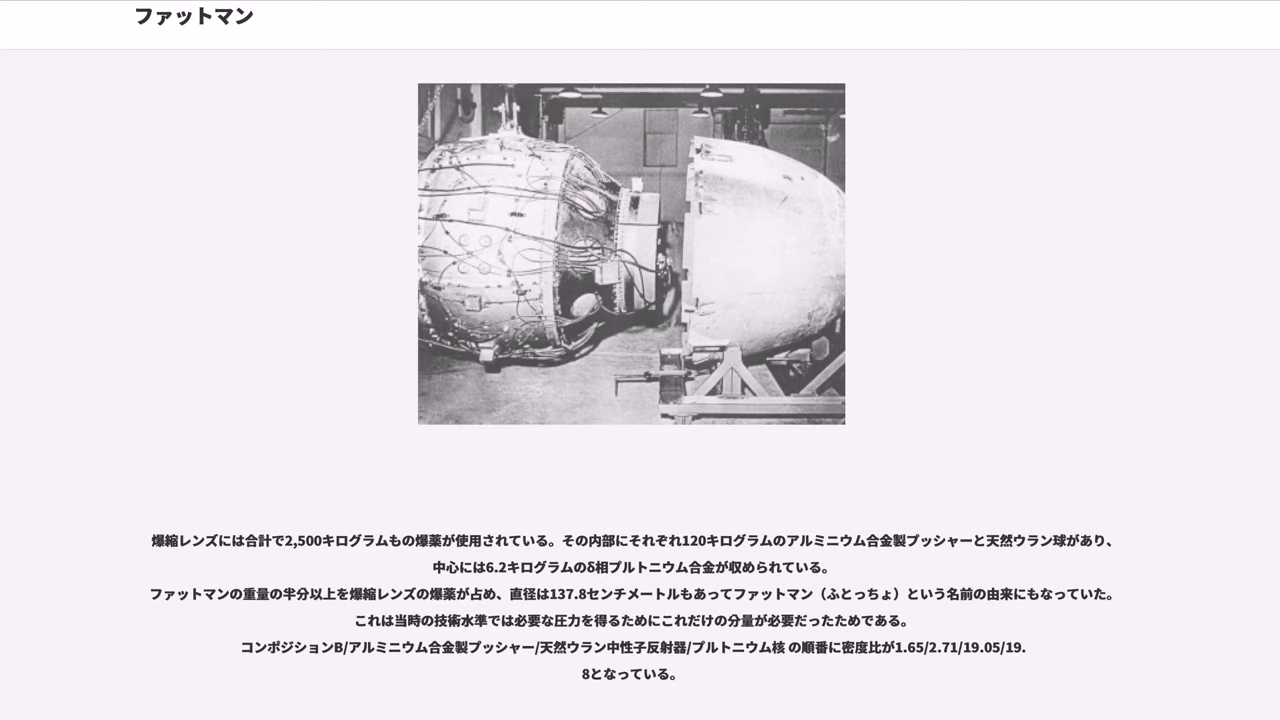 ファットマン
爆縮レンズには合計で2,500キログラムもの爆薬が使用されている。その内部にそれぞれ120キログラムのアルミニウム合金製プッシャーと天然ウラン球があり、
中心には6.2キログラムのδ相プルトニウム合金が収められている。
ファットマンの重量の半分以上を爆縮レンズの爆薬が占め、直径は137.8センチメートルもあってファットマン（ふとっちょ）という名前の由来にもなっていた。
これは当時の技術水準では必要な圧力を得るためにこれだけの分量が必要だったためである。
コンポジションB/アルミニウム合金製プッシャー/天然ウラン中性子反射器/プルトニウム核 の順番に密度比が1.65/2.71/19.05/19.
8となっている。